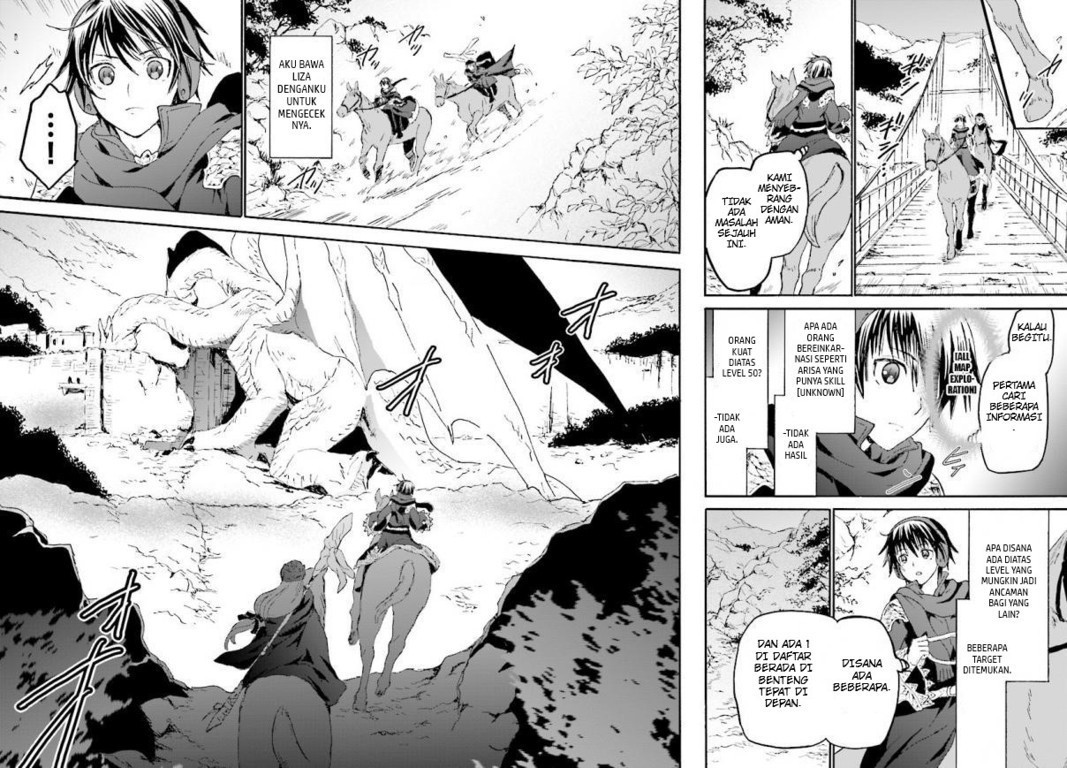 KAMI
MENYEB-
RANG
DENGAN
AMAN.
TIDAK
ADA
MASALAH
SEJAUH
INI.
KALAU
BEGITU.
PERTAMA
CARI
BEBERAPA
INFORMASI
.
[ALL
MAP
EXPLO-
RATION]
APA ADA
ORANG
BEREINKAR-
NASI SEPERTI
ARISA YANG
PUNYA SKILL
[UNKNOWN]
-TIDAK
ADA
HASIL
ORANG
KUAT
DIATAS
LEVEL 50?
-TIDAK
ADA
JUGA.
APA DISANA
ADA DIATAS
LEVEL YANG
MUNGKIN JADI
ANCAMAN
BAGI YANG
LAIN?
BEBERAPA
TARGET
DITEMUKAN.
DISANA
ADA
BEBERAPA.
DAN ADA 1
DI DAFTAR
BERADA DI
BENTENG
TEPAT DI
DEPAN.
AKU BAWA
LIZA
DENGANKU
UNTUK
MENGECEK
NYA.
...!